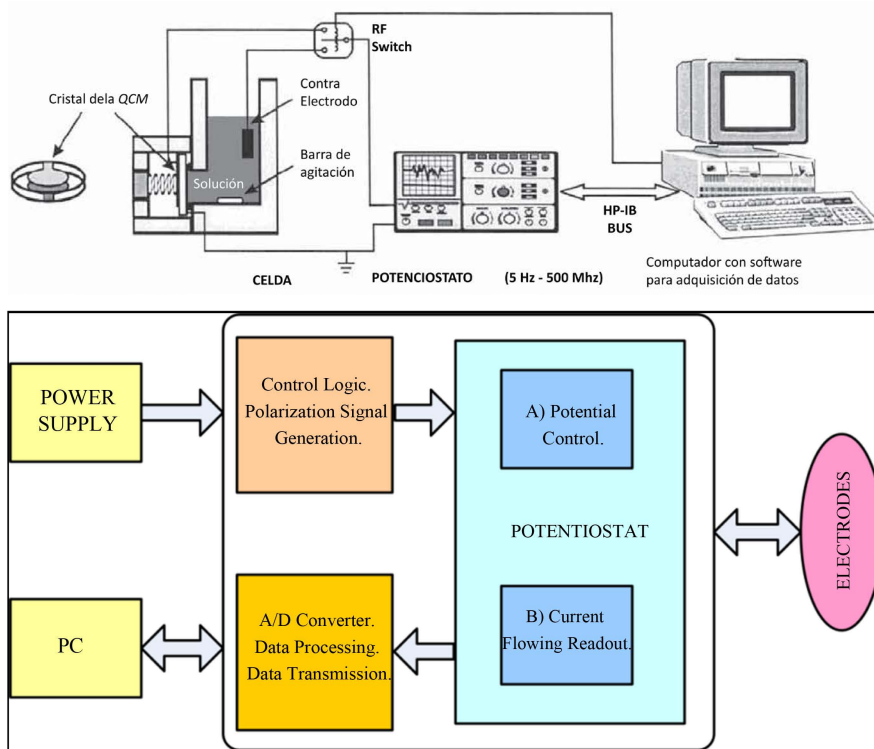 RF
Switch
Contra
Electrodo
Cristal dela QCM
Barra de
agitación
Solución
HP-IB
BUS
Computador con software
para adquisición de datos
CELDA
POTENCIOSTATO
(5 Hz - 500 Mhz)
POWER
SUPPLY
Control Logic.
Polarization Signal
Generation.
A) Potential
Control.
POTENTIOSTAT
ELECTRODES
PC
A/D Converter.
Data Processing.
Data Transmission.
B) Current
Flowing Readout.